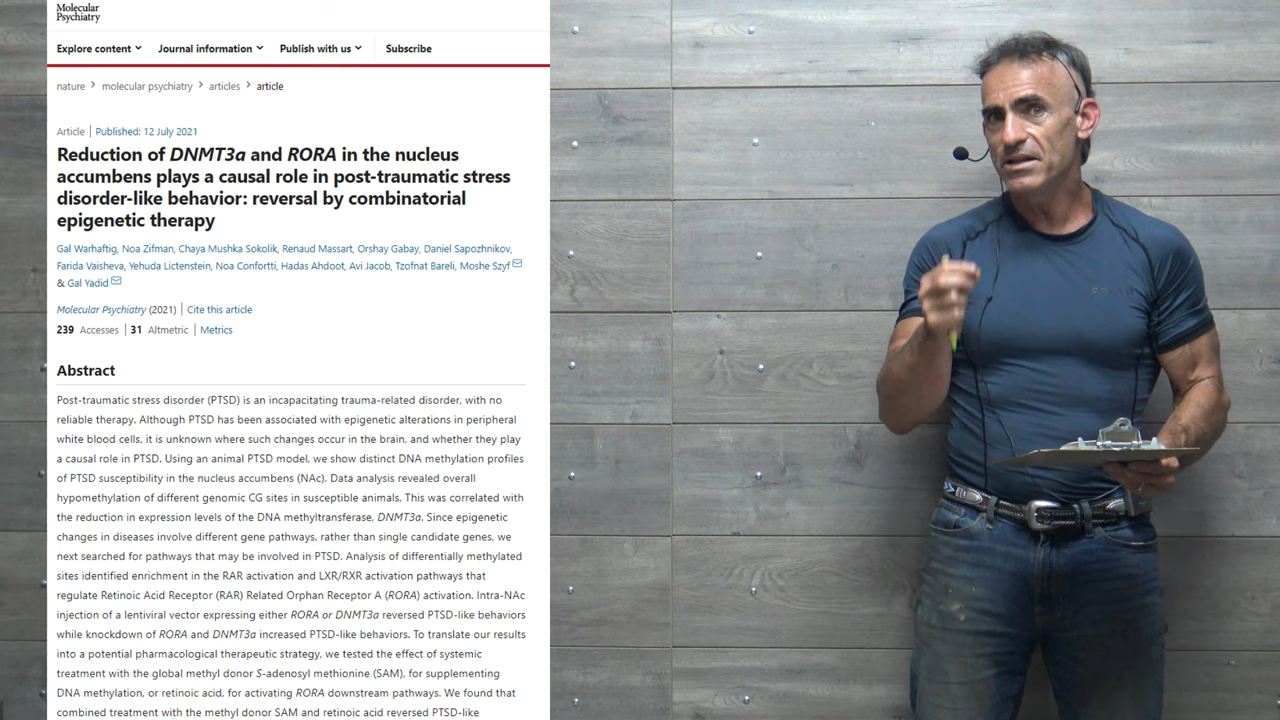 Molecular
Psychiatry
Explore content Journal information Publish with us Subscribe
nature > molecular psychiatry > articles > article
Article | Published: 12 July 2021
Reduction of DNMT3a and RORA in the nucleus
accumbens plays a causal role in post-traumatic stress
disorder-like behavior: reversal by combinatorial
epigenetic therapy
Gal Warhaftig, Noa Zifman, Chaya Mushka Sokolik, Renaud Massart, Orshay Gabay, Daniel Sapozhnikov,
Farida Vaisheva, Yehuda Lictenstein, Noa Confortti, Hadas Ahdoot, Avi Jacob, Tzofnat Bareli, Moshe Szyf
& Gal Yadid
Molecular Psychiatry (2021) | Cite this article
239 Accesses | 31 Altmetric | Metrics
Abstract
Post-traumatic stress disorder (PTSD) is an incapacitating trauma-related disorder, with no
reliable therapy. Although PTSD has been associated with epigenetic alterations in peripheral
white blood cells, it is unknown where such changes occur in the brain, and whether they play
a causal role in PTSD. Using an animal PTSD model, we show distinct DNA methylation profiles
of PTSD susceptibility in the nucleus accumbens (NAc). Data analysis revealed overall
hypomethylation of different genomic CG sites in susceptible animals. This was correlated with
the reduction in expression levels of the DNA methyltransferase, DNMT3a. Since epigenetic
changes in diseases involve different gene pathways, rather than single candidate genes, we
next searched for pathways that may be involved in PTSD. Analysis of differentially methylated
sites identified enrichment in the RAR activation and LXR/RXR activation pathways that
regulate Retinoic Acid Receptor (RAR) Related Orphan Receptor A (RORA) activation. Intra-NAc
injection of a lentiviral vector expressing either RORA or DNMT3a reversed PTSD-like behaviors
while knockdown of RORA and DNMT3a increased PTSD-like behaviors. To translate our results
into a potential pharmacological therapeutic strategy, we tested the effect of systemic
treatment with the global methyl donor S-adenosyl methionine (SAM), for supplementing
DNA methylation, or retinoic acid, for activating RORA downstream pathways. We found that
combined treatment with the methyl donor SAM and retinoic acid reversed PTSD-like